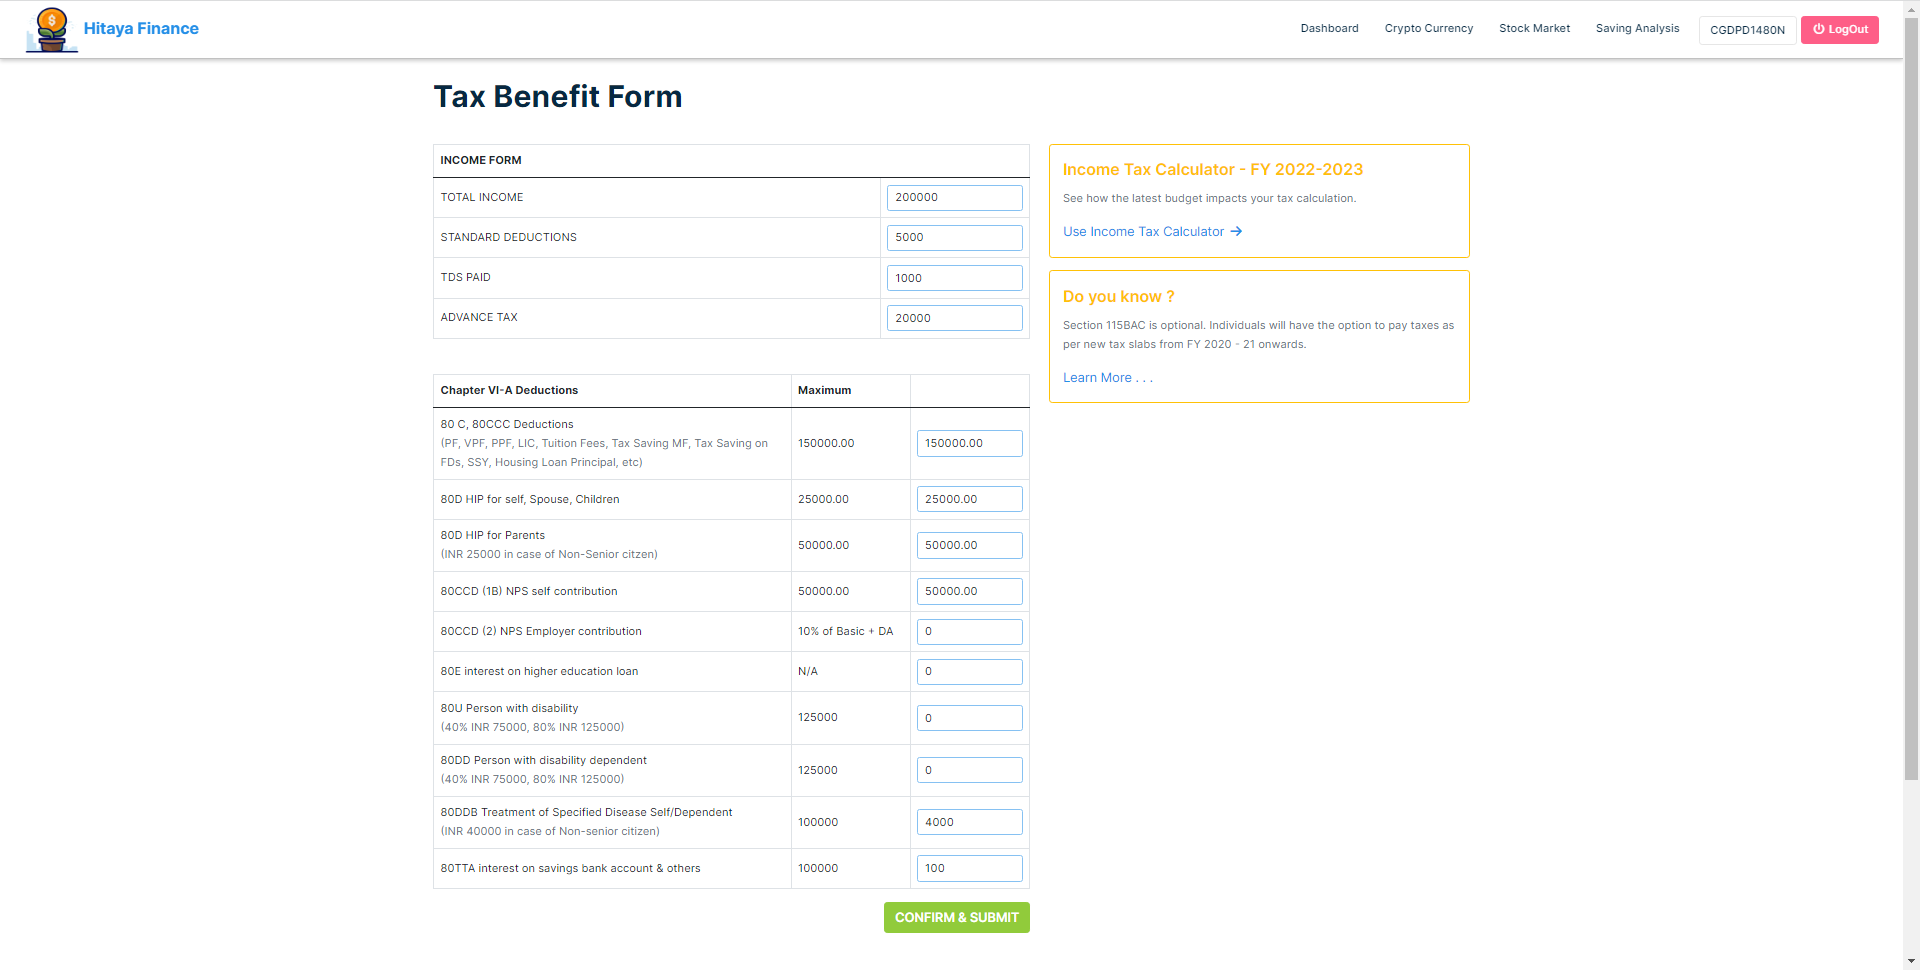 Hitaya Finance
Dashboard
Crypto Currency
Stock Market
Saving Analysis
CGDPD1480N
LogOut
Tax Benefit Form
INCOME FORM
TOTAL INCOME 200000
STANDARD DEDUCTIONS 5000
TDS PAID 1000
ADVANCE TAX 20000
Chapter VI-A Deductions Maximum
80 C, 80CCC Deductions
(PF, VPF, PPF, LIC, Tuition Fees, Tax Saving MF, Tax Saving on
FDs, SSY, Housing Loan Principal, etc)
150000.00 150000.00
80D HIP for self, Spouse, Children 25000.00 25000.00
80D HIP for Parents
(INR 25000 in case of Non-Senior citzen)
50000.00 50000.00
80CCD (1B) NPS self contribution 50000.00 50000.00
80CCD (2) NPS Employer contribution 10% of Basic + DA 0
80E interest on higher education loan N/A 0
80U Person with disability
(40% INR 75000, 80% INR 125000)
125000 0
80DD Person with disability dependent
(40% INR 75000, 80% INR 125000)
125000 0
80DDB Treatment of Specified Disease Self/Dependent
(INR 40000 in case of Non-senior citizen)
100000 4000
80TTA interest on savings bank account & others 100000 100
CONFIRM & SUBMIT
Income Tax Calculator - FY 2022-2023
See how the latest budget impacts your tax calculation.
Use Income Tax Calculator →
Do you know ?
Section 115BAC is optional. Individuals will have the option to pay taxes as
per new tax slabs from FY 2020 - 21 onwards.
Learn More . . .